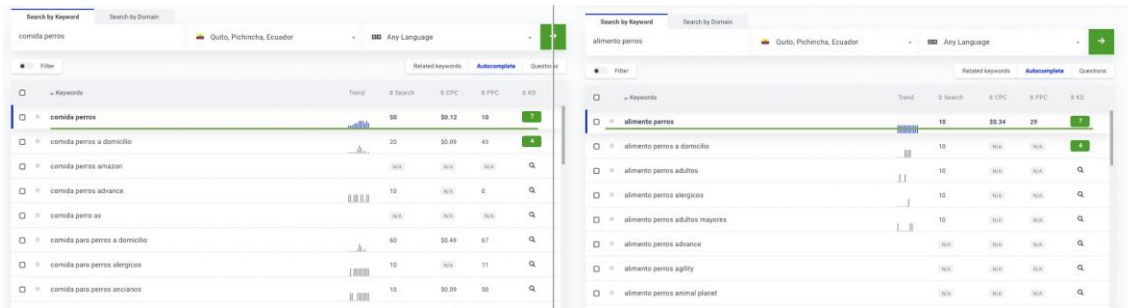 Search by Keyword Search by Domain
comida perros Quito, Pichincha, Ecuador Any Language
Filter Related keywords Autocomplete Questions
Keywords Trend Search CPC PPC KD
comida perros 50 $0.12 10 7
comida perros a domicilio 20 $0.09 43 4
comida perros amazon N/A N/A N/A
comida perros advance 10 N/A 0
comida perro as N/A N/A N/A
comida para perros a domicilio 60 $0.49 67
comida para perros alergicos 10 N/A 11
comida para perros ancianos 10 $0.09 50
Search by Keyword Search by Domain
alimento perros Quito, Pichincha, Ecuador Any Language
Filter Related keywords Autocomplete Questions
Keywords Trend Search CPC PPC KD
alimento perros 10 $0.34 29 7
alimento perros a domicilio 10 N/A N/A 4
alimento perros adultos 10 N/A N/A
alimento perros alergicos 10 N/A N/A
alimento perros adultos mayores 10 N/A N/A
alimento perros advance N/A N/A N/A
alimento perros agility N/A N/A N/A
alimento perros animal planet N/A N/A N/A